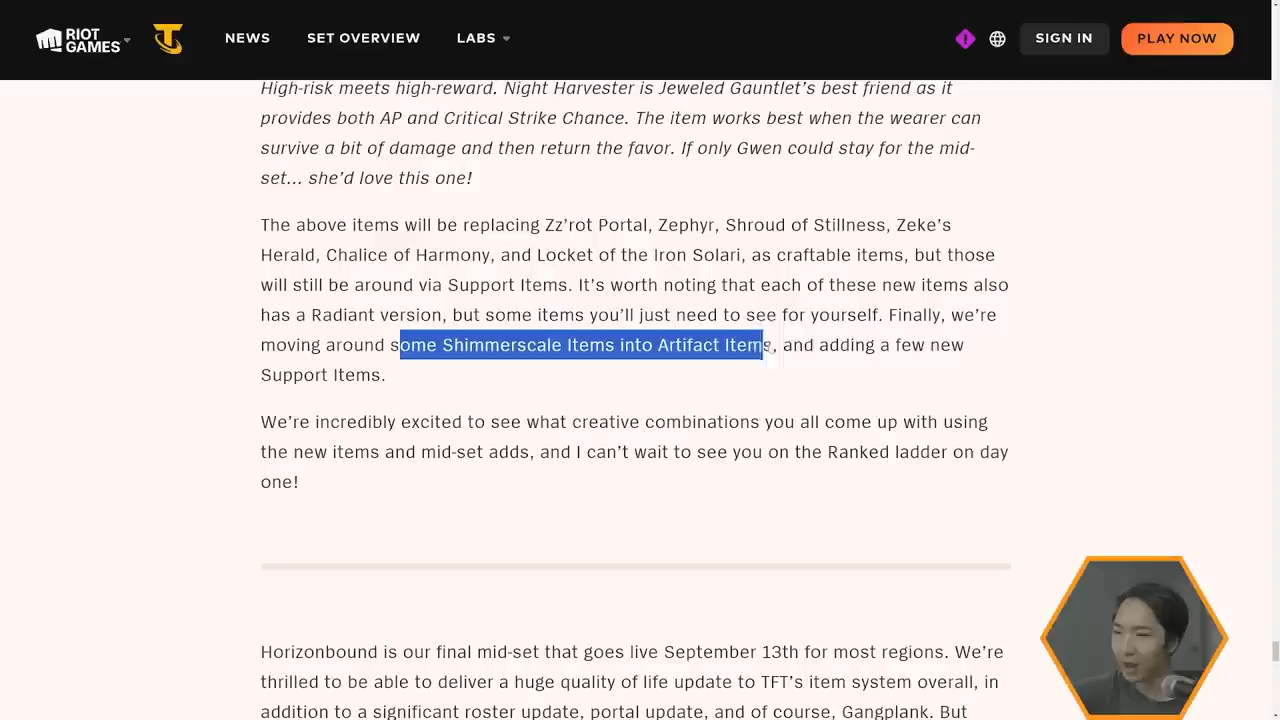 RIOT GAMES
NEWS
SET OVERVIEW
LABS
SIGN IN
PLAY NOW
High-risk meets high-reward. Night Harvester is Jeweled Gauntlet’s best friend as it
provides both AP and Critical Strike Chance. The item works best when the wearer can
survive a bit of damage and then return the favor. If only Gwen could stay for the mid-
set... she’d love this one!
The above items will be replacing Zz’rot Portal, Zephyr, Shroud of Stillness, Zeke’s
Herald, Chalice of Harmony, and Locket of the Iron Solari, as craftable items, but those
will still be around via Support Items. It’s worth noting that each of these new items also
has a Radiant version, but some items you’ll just need to see for yourself. Finally, we’re
moving around some Shimmerscale Items into Artifact Items, and adding a few new
Support Items.
We’re incredibly excited to see what creative combinations you all come up with using
the new items and mid-set adds, and I can’t wait to see you on the Ranked ladder on day
one!
Horizonbound is our final mid-set that goes live September 13th for most regions. We’re
thrilled to be able to deliver a huge quality of life update to TFT’s item system overall, in
addition to a significant roster update, portal update, and of course, Gangplank. But